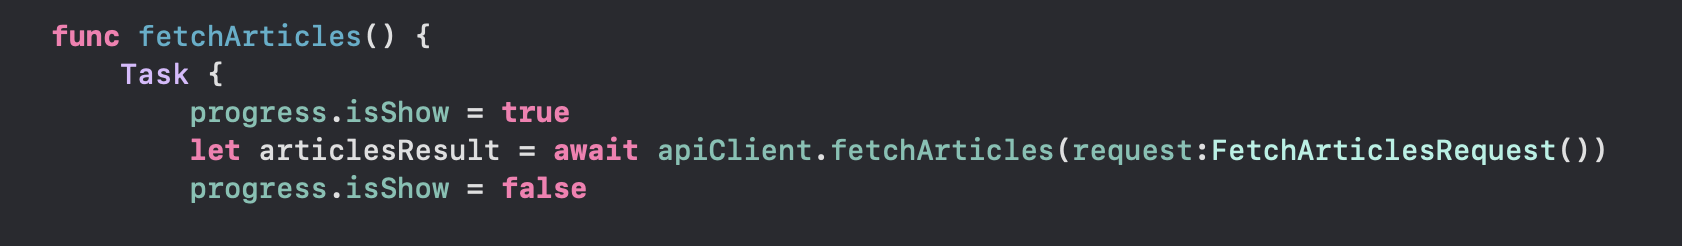 func fetchArticles() {
Task {
progress.isShow = true
let articlesResult = await apiClient.fetchArticles(request:FetchArticlesRequest())
progress.isShow = false